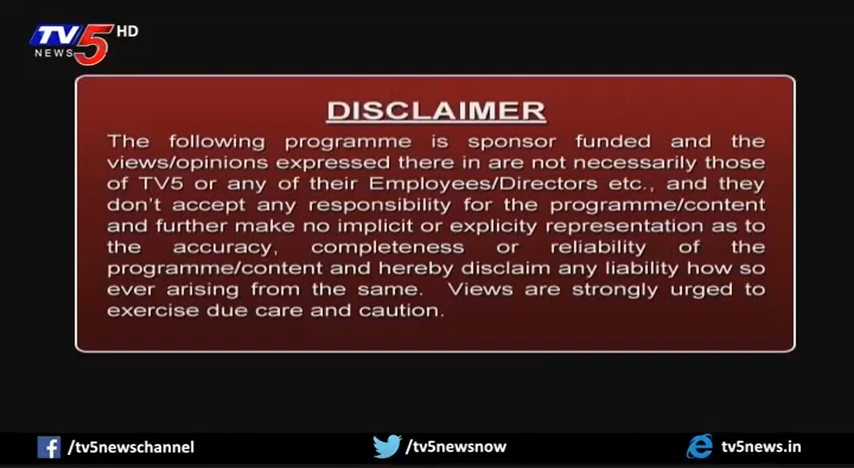 TV5 HD
NEWS
DISCLAIMER
The following programme is sponsor funded and the
views/opinions expressed there in are not necessarily those
of TV5 or any of their Employees/Directors etc., and they
don't accept any responsibility for the programme/content
and further make no implicit or explicity representation as to
the accuracy, completeness or reliability of the
programme/content and hereby disclaim any liability how so
ever arising from the same. Views are strongly urged to
exercise due care and caution.
/tv5newschannel
/tv5newsnow
tv5news.in